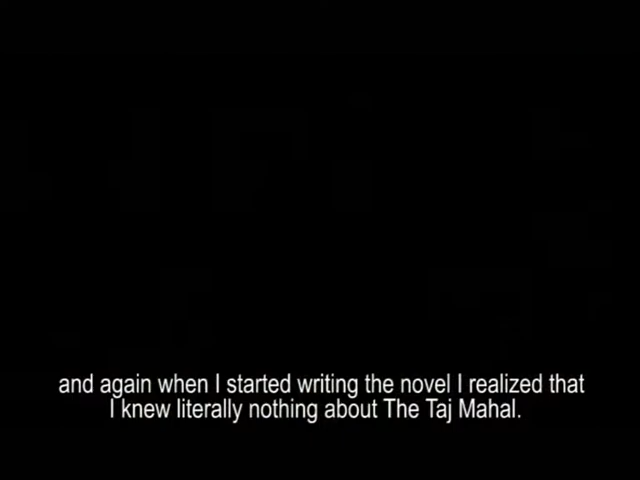 and again when I started writing the novel I realized that
I knew literally nothing about The Taj Mahal.